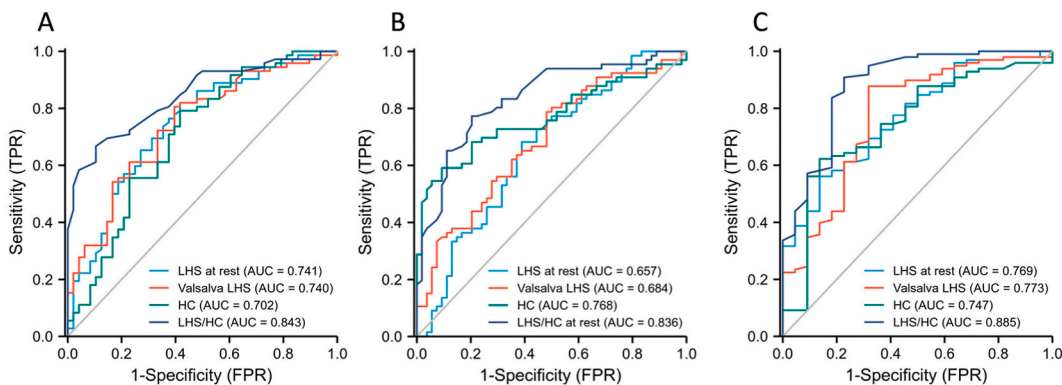 A
Sensitivity (TPR)
1.0
0.8
0.6
0.4
0.2
0.0
LHS at rest (AUC = 0.741)
Valsalva LHS (AUC = 0.740)
HC (AUC = 0.702)
LHS/HC (AUC = 0.843)
0.0 0.2 0.4 0.6 0.8 1.0
1-Specificity (FPR)
B
Sensitivity (TPR)
1.0
0.8
0.6
0.4
0.2
0.0
LHS at rest (AUC = 0.657)
Valsalva LHS (AUC = 0.684)
HC (AUC = 0.768)
LHS/HC at rest (AUC = 0.836)
0.0 0.2 0.4 0.6 0.8 1.0
1-Specificity (FPR)
C
Sensitivity (TPR)
1.0
0.8
0.6
0.4
0.2
0.0
LHS at rest (AUC = 0.769)
Valsalva LHS (AUC = 0.773)
HC (AUC = 0.747)
LHS/HC (AUC = 0.885)
0.0 0.2 0.4 0.6 0.8 1.0
1-Specificity (FPR)